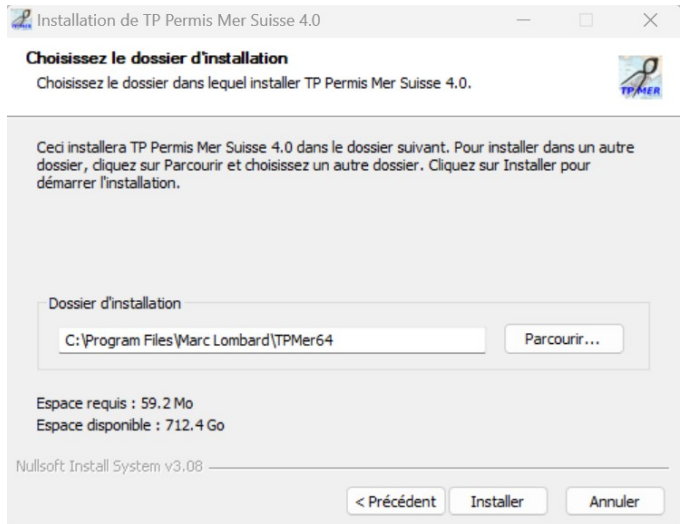 Installation de TP Permis Mer Suisse 4.0
Choisissez le dossier d'installation
Choisissez le dossier dans lequel installer TP Permis Mer Suisse 4.0.
TP/MER
Ceci installera TP Permis Mer Suisse 4.0 dans le dossier suivant. Pour installer dans un autre
dossier, cliquez sur Parcourir et choisissez un autre dossier. Cliquez sur Installer pour
démarrer l'installation.
Dossier d'installation
C:\Program Files\Marc Lombard\TPMer64
Parcourir...
Espace requis : 59.2 Mo
Espace disponible : 712.4 Go
Nullsoft Install System v3.08
< Précédent Installer Annuler